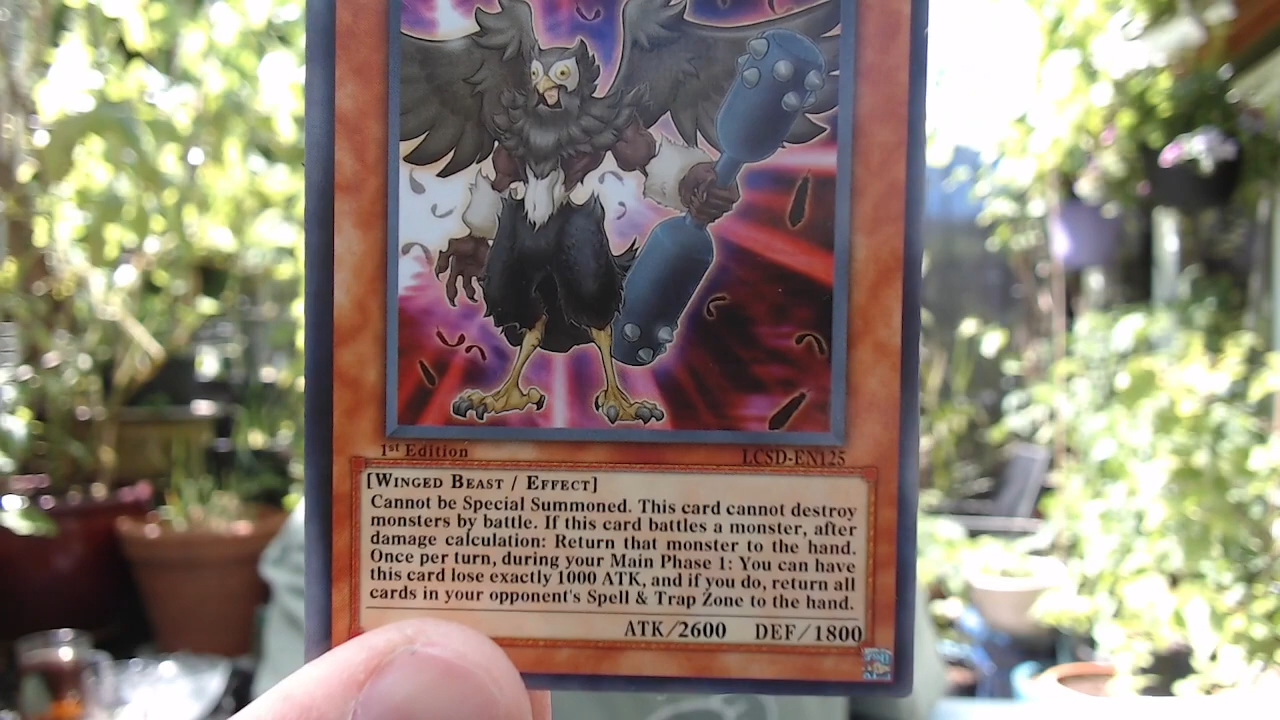 1st Edition
LCSD-EN125
[Winged Beast / Effect]
Cannot be Special Summoned. This card cannot destroy
monsters by battle. If this card battles a monster, after
damage calculation: Return that monster to the hand.
Once per turn, during your Main Phase 1: You can have
this card lose exactly 1000 ATK, and if you do, return all
cards in your opponent's Spell & Trap Zone to the hand.
ATK/2600 DEF/1800